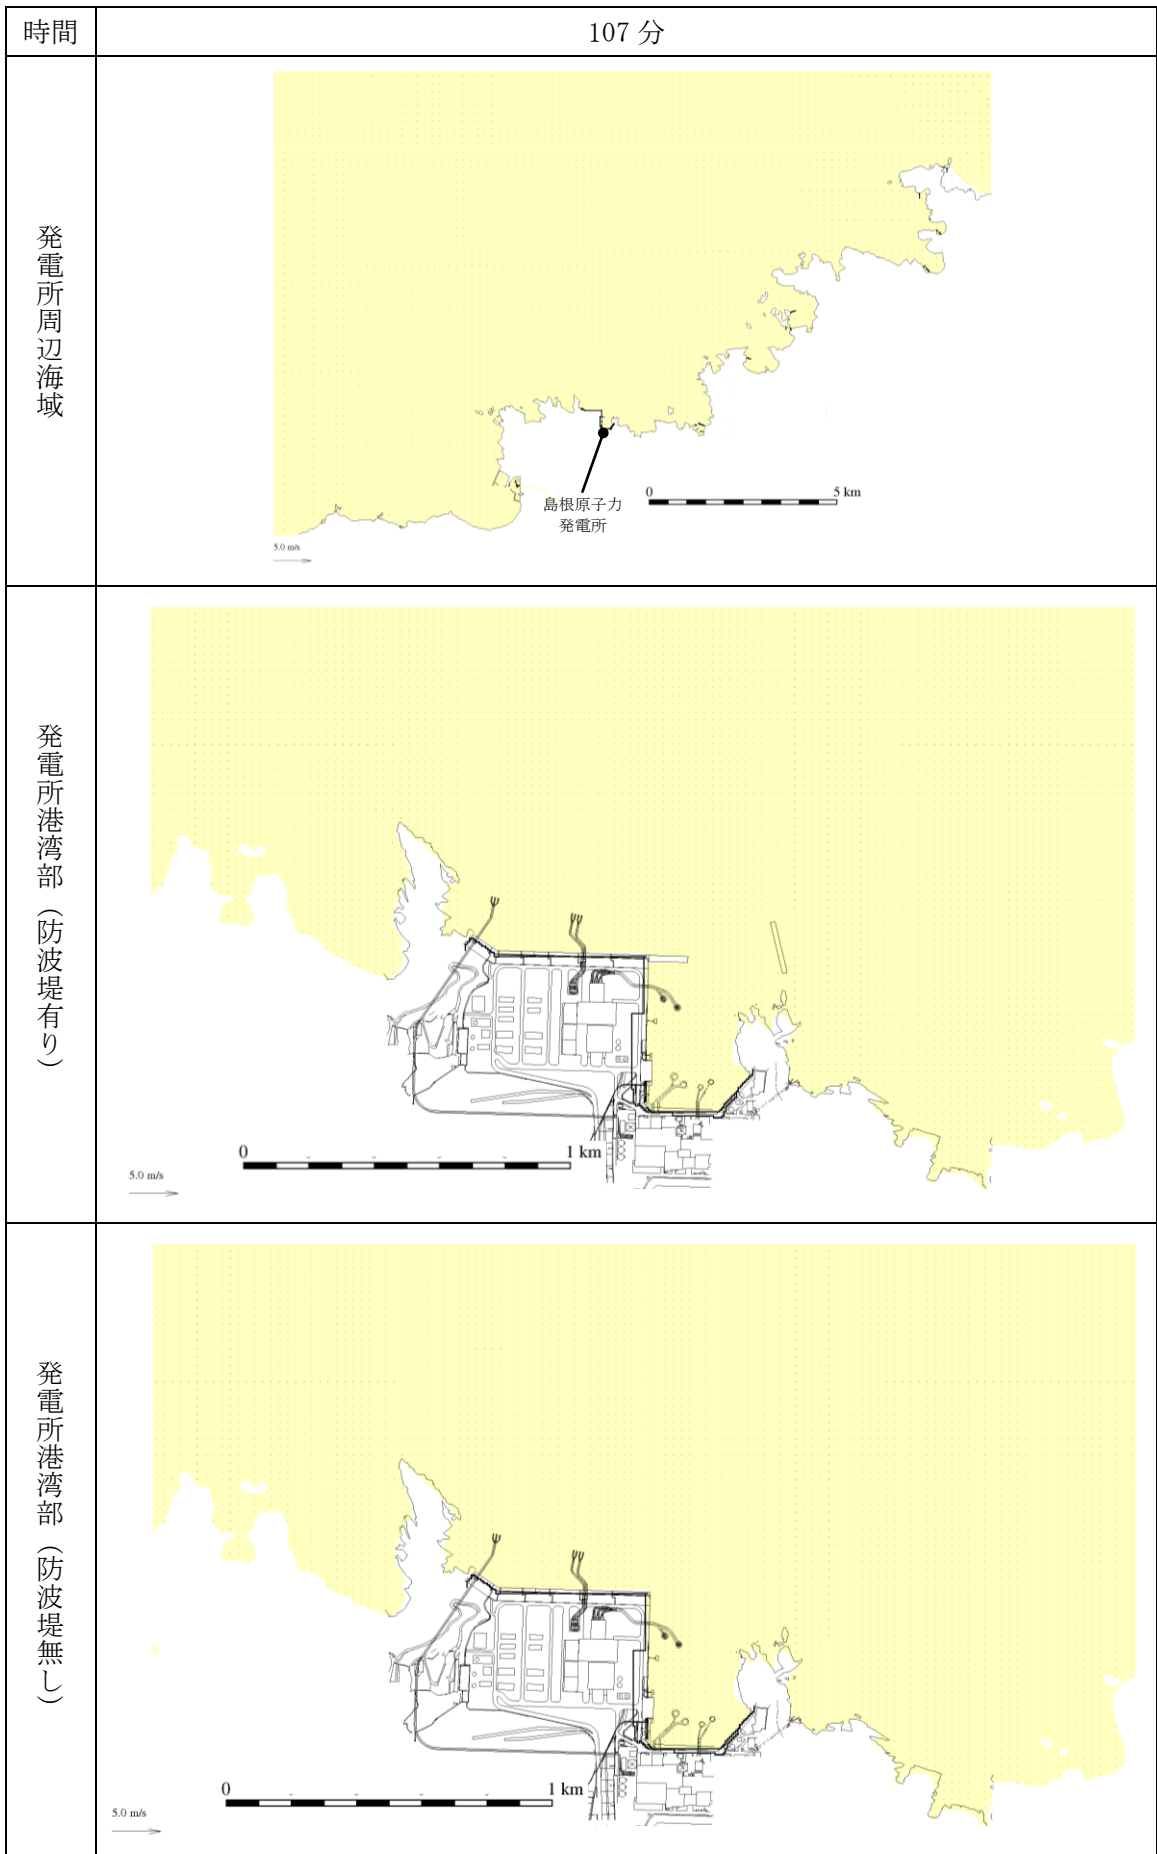 時間
107 分
発電所周辺海域
島根原子力
発電所
0
5 km
5.0 m/s
発電所港湾部（防波堤有り）
0
1 km
5.0 m/s
発電所港湾部（防波堤無し）
0
1 km
5.0 m/s